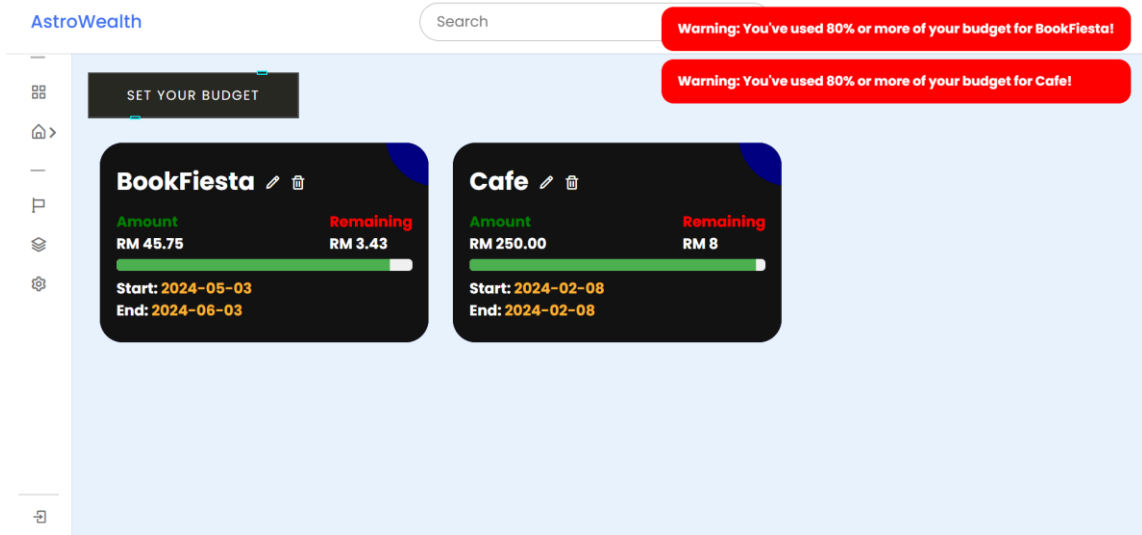 AstroWealth
Search
Warning: You've used 80% or more of your budget for BookFiesta!
Warning: You've used 80% or more of your budget for Cafe!
SET YOUR BUDGET
BookFiesta
Amount Remaining
RM 45.75 RM 3.43
Start: 2024-05-03
End: 2024-06-03
Cafe
Amount Remaining
RM 250.00 RM 8
Start: 2024-02-08
End: 2024-02-08